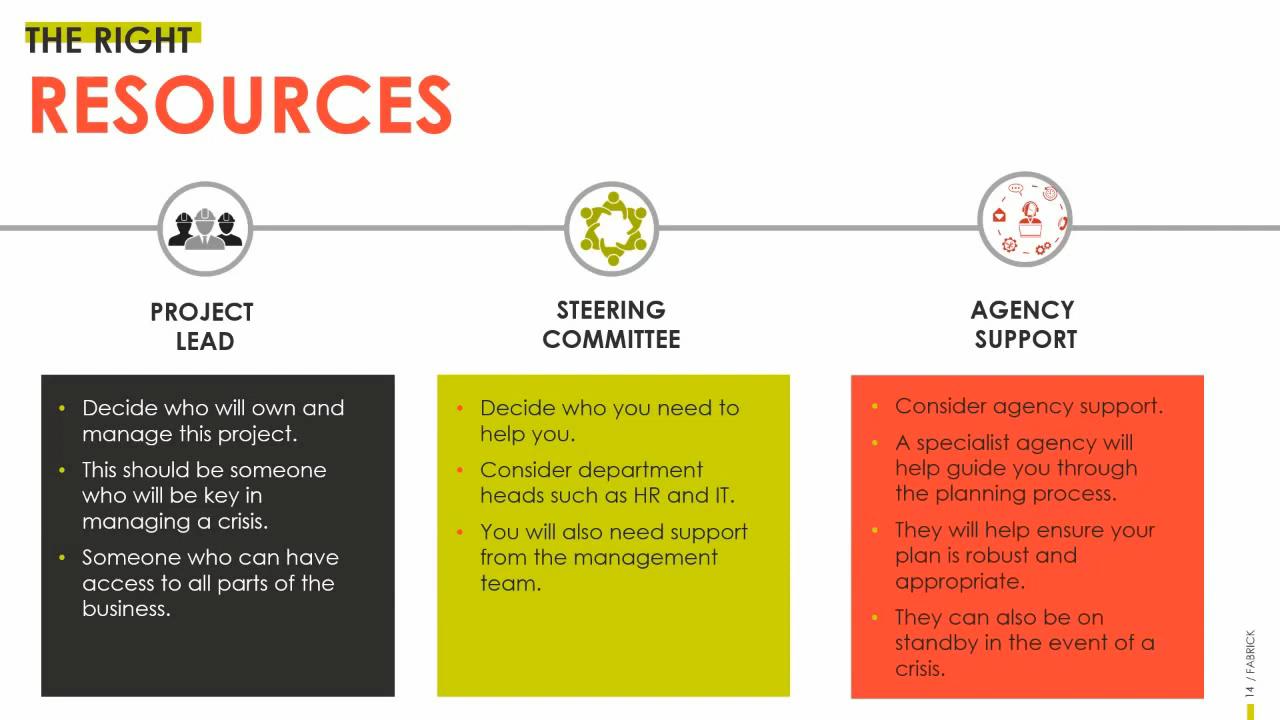 THE RIGHT
RESOURCES
PROJECT
LEAD
• Decide who will own and
manage this project.
• This should be someone
who will be key in
managing a crisis.
• Someone who can have
access to all parts of the
business.
STEERING
COMMITTEE
• Decide who you need to
help you.
• Consider department
heads such as HR and IT.
• You will also need support
from the management
team.
AGENCY
SUPPORT
• Consider agency support.
• A specialist agency will
help guide you through
the planning process.
• They will help ensure your
plan is robust and
appropriate.
• They can also be on
standby in the event of a
crisis.
14 / FABRICK